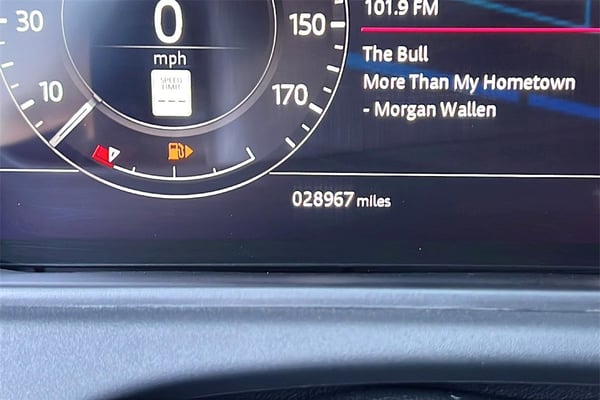 30
0
mph
SPEED
LIMIT
---
10
150
170
101.9 FM
The Bull
More Than My Hometown
- Morgan Wallen
028967 miles